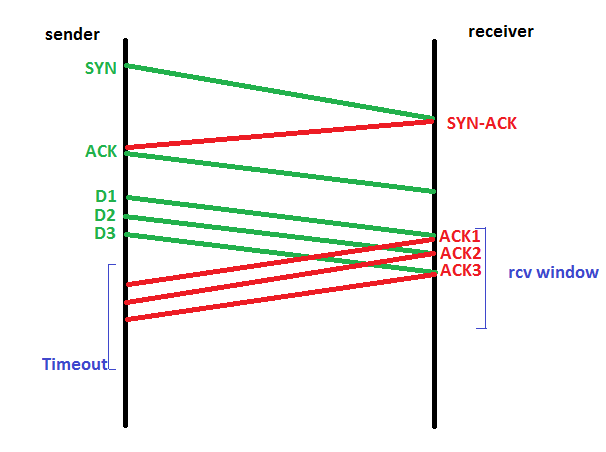 sender
receiver
SYN
SYN-ACK
ACK
D1
D2
D3
ACK1
ACK2
ACK3
rcv window
Timeout